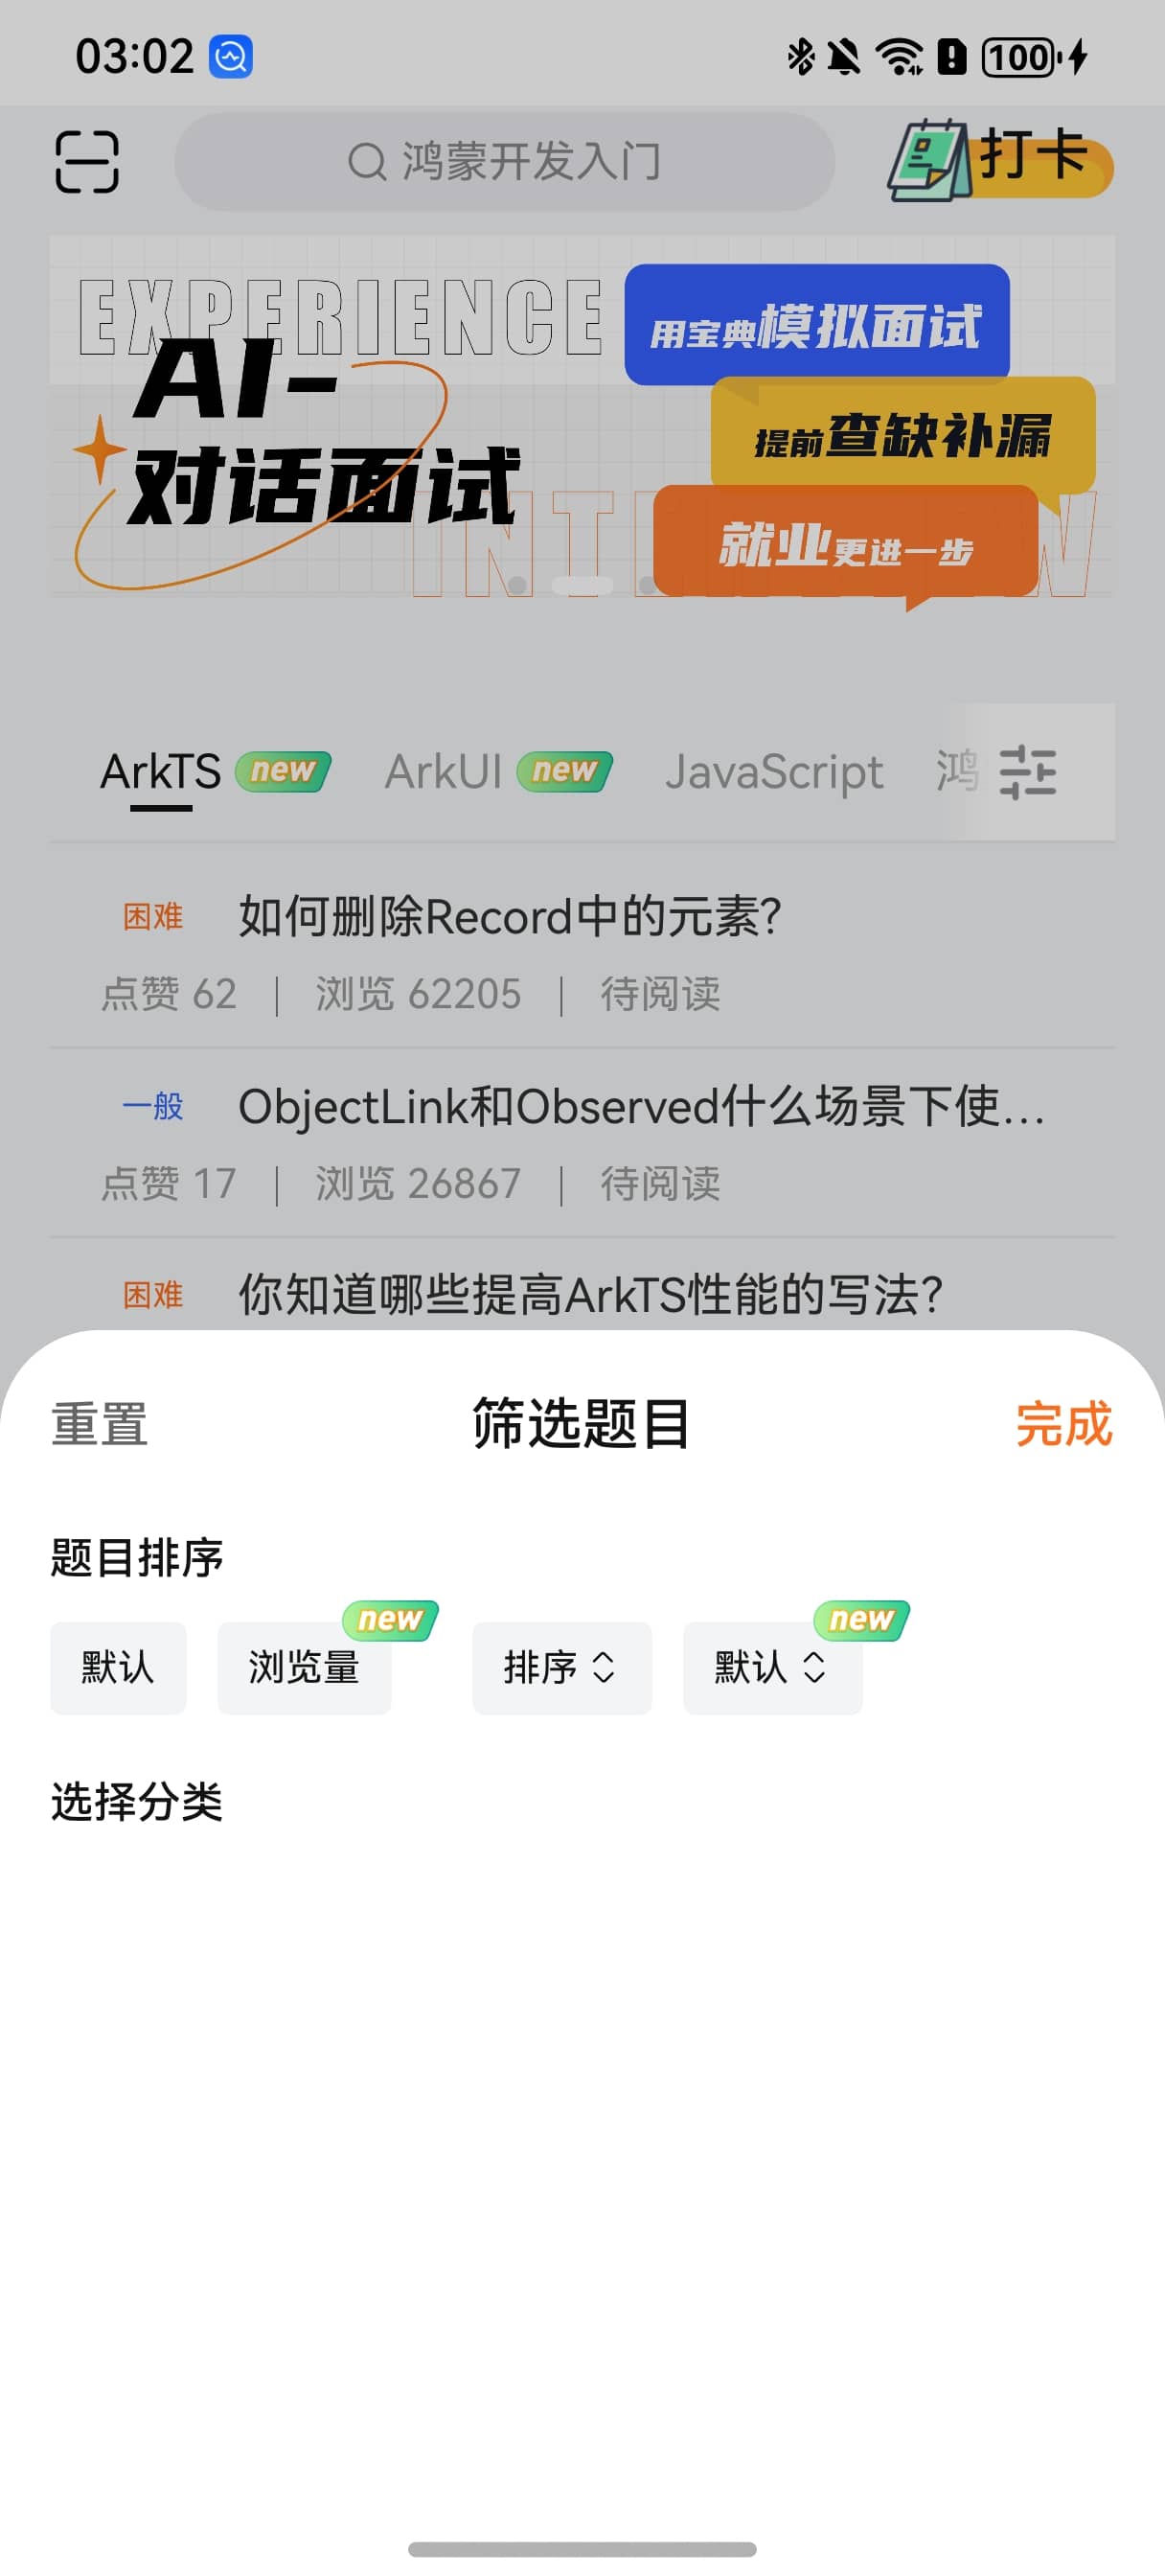 03:02 100
鸿蒙开发入门 打卡
EXPERIENCE
AI-
对话面试
用宝典模拟面试
提前查缺补漏
就业更进一步
ArkTS new ArkUI new JavaScript 鸿
困难 如何删除Record中的元素?
点赞 62 | 浏览 62205 | 待阅读
一般 ObjectLink和Observed什么场景下使...
点赞 17 | 浏览 26867 | 待阅读
困难 你知道哪些提高ArkTS性能的写法?
重置 筛选题目 完成
题目排序
默认 浏览量 new 排序 默认 new
选择分类